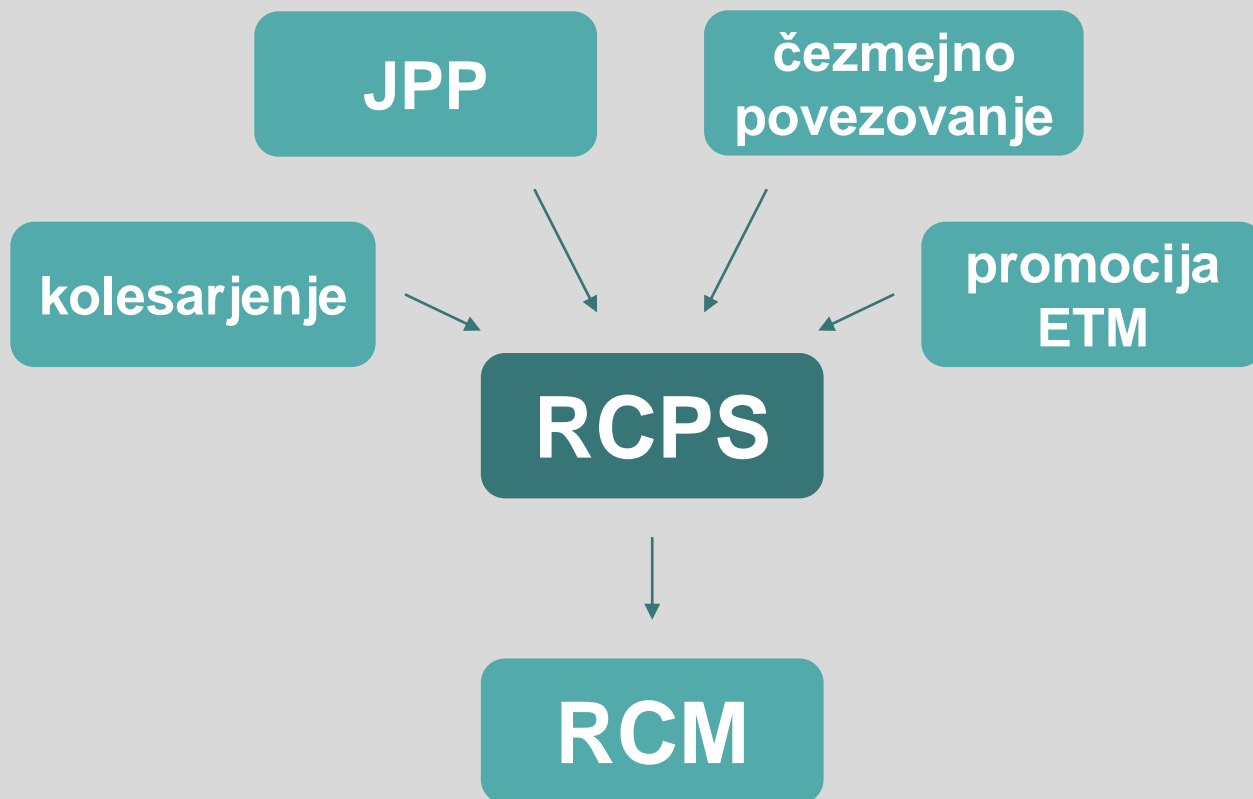 JPP
čezmejno
povezovanje
kolesarjenje
promocija
ETM
RCPS
RCM